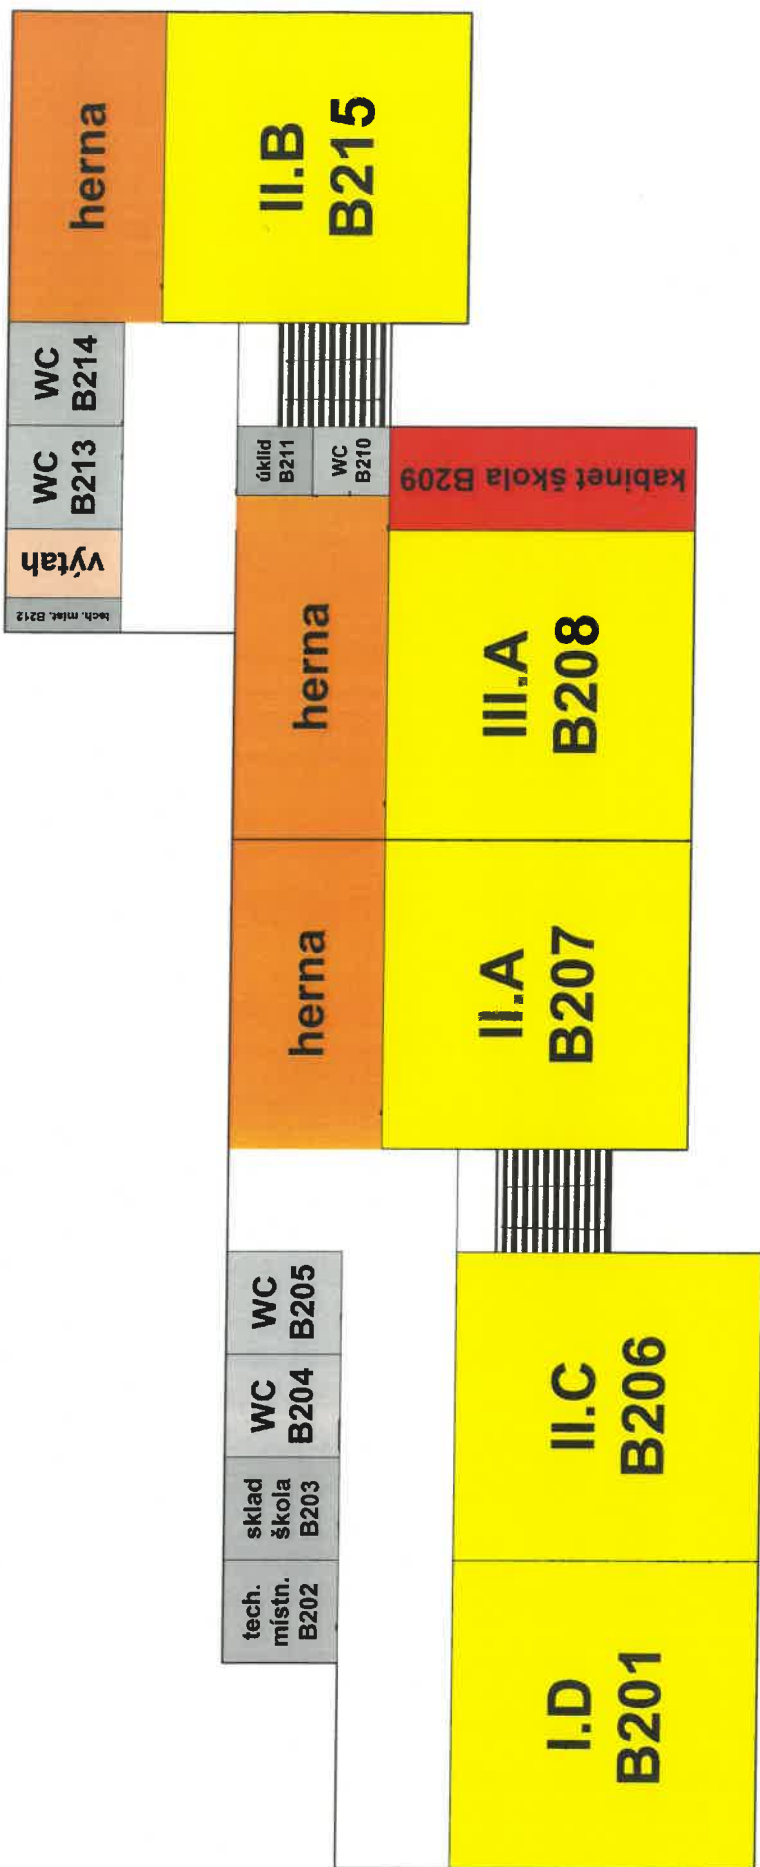 herna
II.B
B215
WC
B214
WC
B213
výtah
tech. míst. B212
úklid
B211
WC
B210
kabinet škola B209
herna
III.A
B208
herna
II.A
B207
WC
B205
WC
B204
sklad
škola
B203
tech.
místn.
B202
II.C
B206
I.D
B201